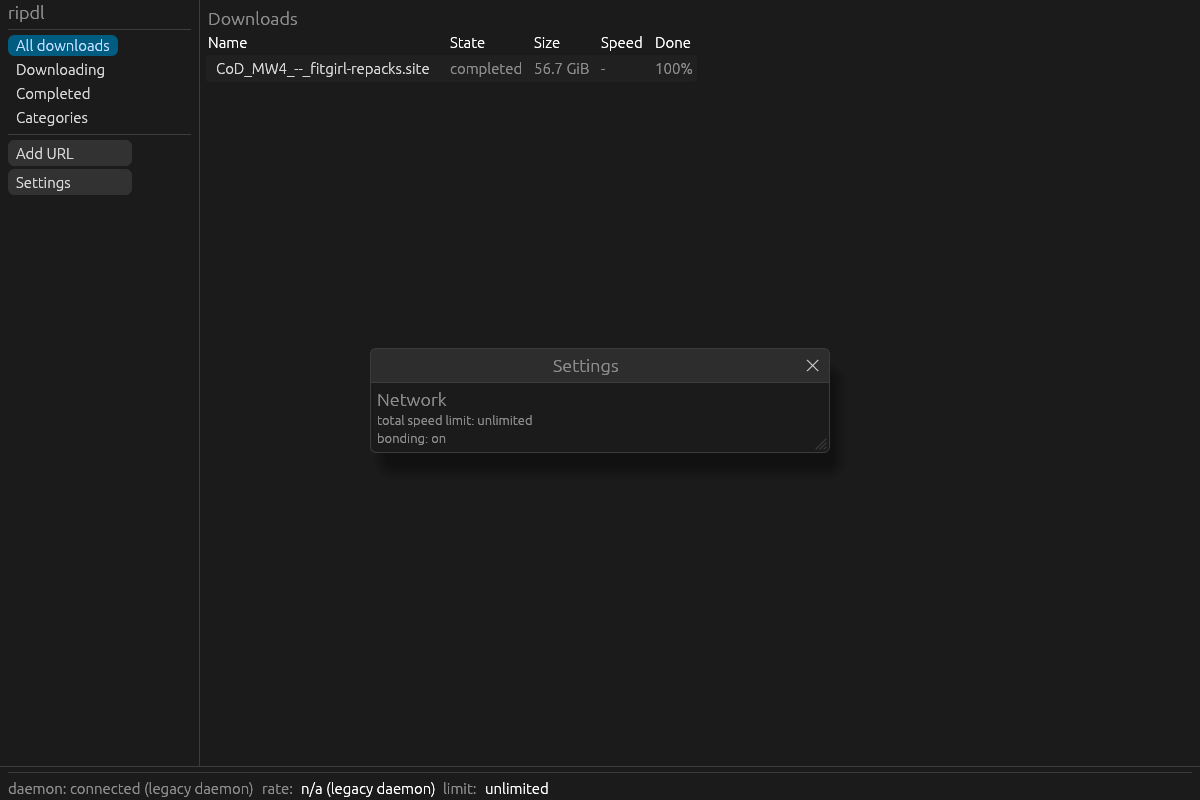 ripdl
All downloads
Downloading
Completed
Categories
Add URL
Settings
Downloads
Name State Size Speed Done
CoD_MW4_--_fitgirl-repacks.site completed 56.7 GiB - 100%
Settings
Network
total speed limit: unlimited
bonding: on
daemon: connected (legacy daemon) rate: n/a (legacy daemon) limit: unlimited